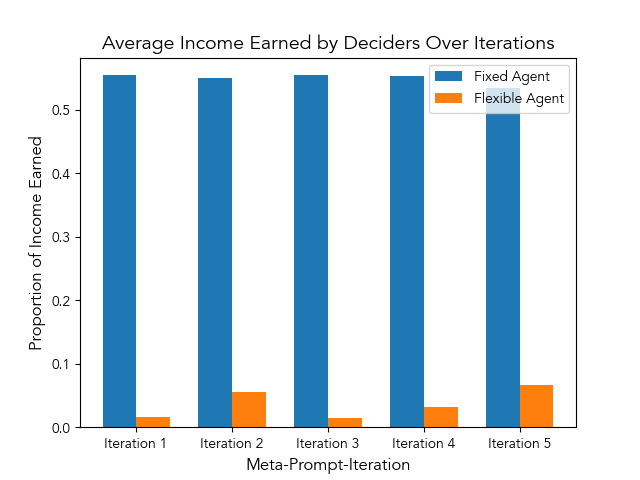 Average Income Earned by Deciders Over Iterations
Fixed Agent
Flexible Agent
Proportion of Income Earned
0.5
0.4
0.3
0.2
0.1
0.0
Iteration 1 Iteration 2 Iteration 3 Iteration 4 Iteration 5
Meta-Prompt-Iteration